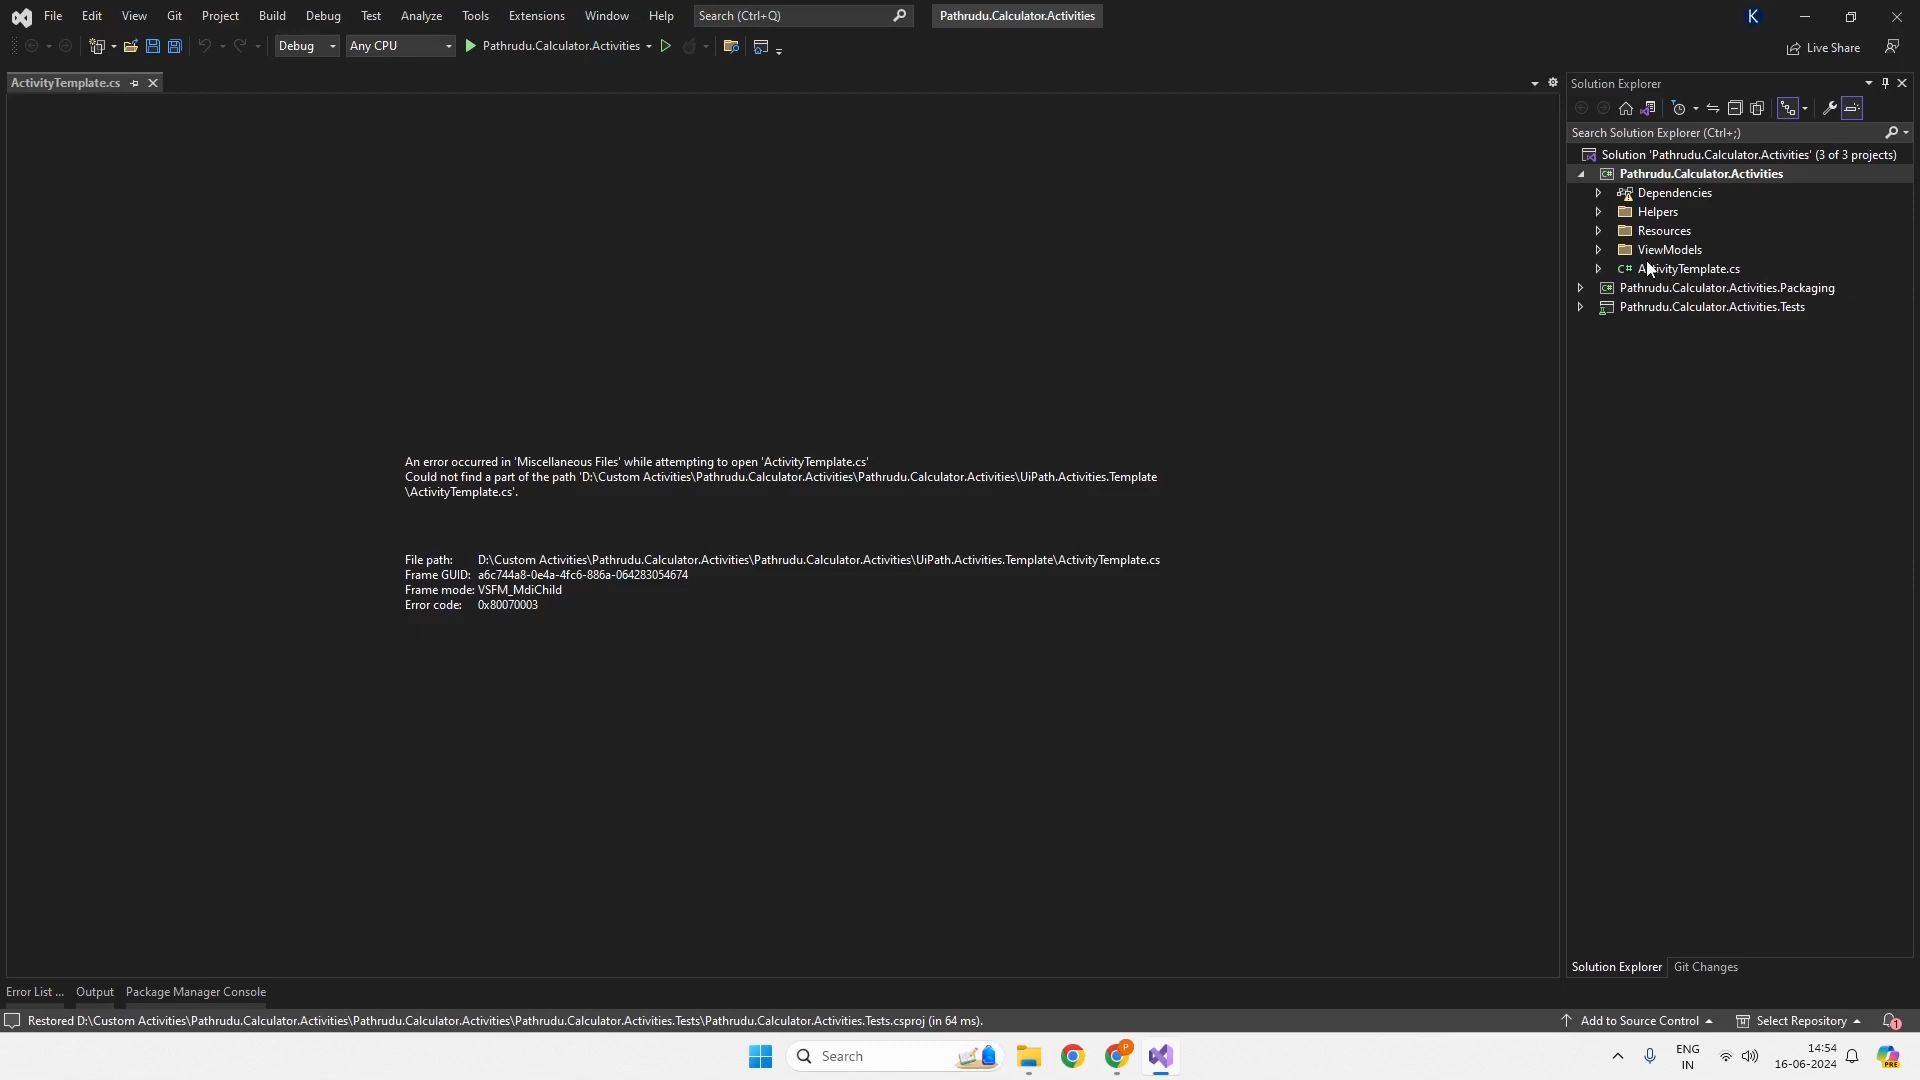 File Edit View Git Project Build Debug Test Analyze Tools Extensions Window Help Search (Ctrl+Q) Pathrudu.Calculator.Activities K
Debug Any CPU Pathrudu.Calculator.Activities Live Share
ActivityTemplate.cs
Solution Explorer
Search Solution Explorer (Ctrl+;)
Solution 'Pathrudu.Calculator.Activities' (3 of 3 projects)
C# Pathrudu.Calculator.Activities
Dependencies
Helpers
Resources
ViewModels
C# ActivityTemplate.cs
C# Pathrudu.Calculator.Activities.Packaging
Pathrudu.Calculator.Activities.Tests
An error occurred in 'Miscellaneous Files' while attempting to open 'ActivityTemplate.cs'
Could not find a part of the path 'D:\Custom Activities\Pathrudu.Calculator.Activities\Pathrudu.Calculator.Activities\UiPath.Activities.Template
\ActivityTemplate.cs'.
File path: D:\Custom Activities\Pathrudu.Calculator.Activities\Pathrudu.Calculator.Activities\UiPath.Activities.Template\ActivityTemplate.cs
Frame GUID: a6c744a8-0e4a-4fc6-886a-064283054674
Frame mode: VSFM_MdiChild
Error code: 0x80070003
Solution Explorer Git Changes
Error List ... Output Package Manager Console
Restored D:\Custom Activities\Pathrudu.Calculator.Activities\Pathrudu.Calculator.Activities\Pathrudu.Calculator.Activities.Tests\Pathrudu.Calculator.Activities.Tests.csproj (in 64 ms). Add to Source Control Select Repository 1
Search P ENG 14:54 PRE
IN 16-06-2024